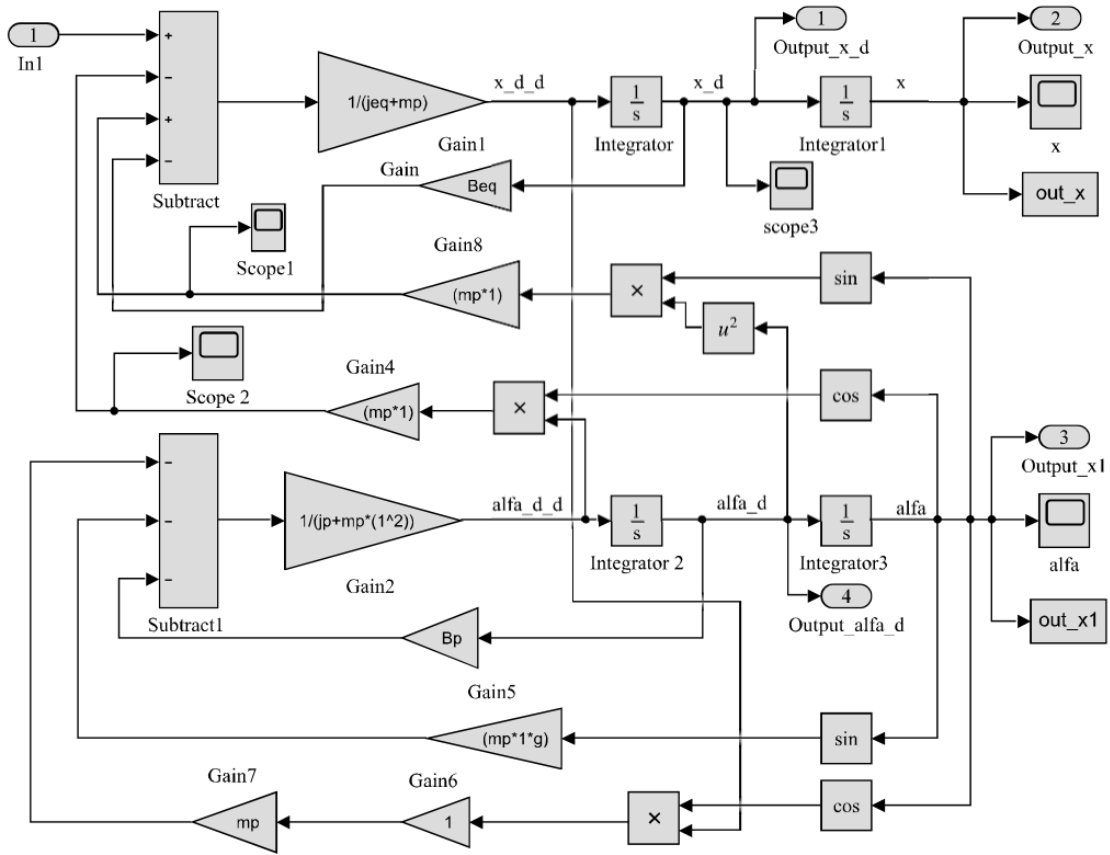 1
In1
+
−
+
−
Subtract
1/(jeq+mp)
Gain1
x_d_d
1/s
Integrator
x_d
1
Output_x_d
1/s
Integrator1
x
2
Output_x
x
out_x
scope3
Gain
Beq
Scope1
Gain8
(mp*1)
×
sin
u²
Scope 2
Gain4
(mp*1)
×
cos
−
−
−
Subtract1
1/(jp+mp*(1^2))
Gain2
alfa_d_d
1/s
Integrator 2
alfa_d
1/s
Integrator3
alfa
3
Output_x1
alfa
out_x1
4
Output_alfa_d
Bp
Gain5
(mp*1*g)
sin
Gain7
mp
Gain6
1
×
cos